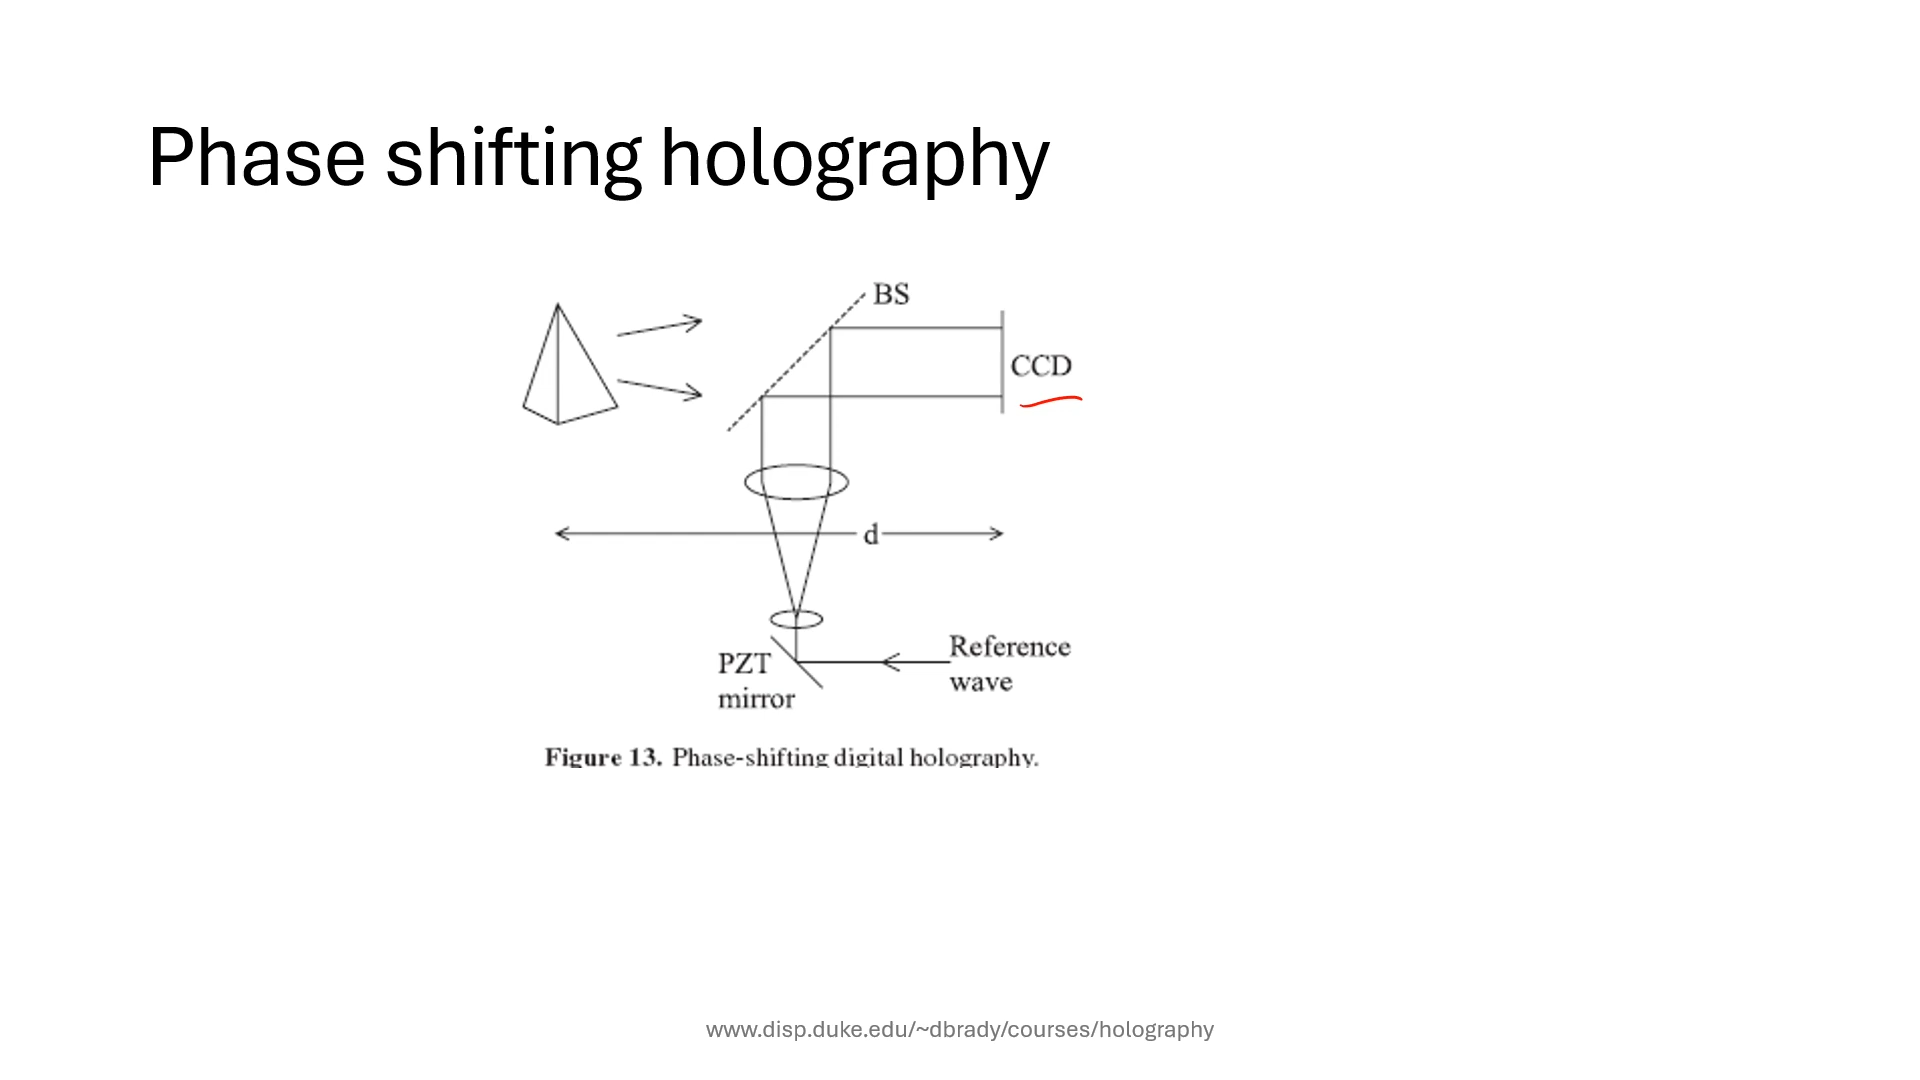 Phase shifting holography
BS
CCD
d
PZT
mirror
Reference
wave
Figure 13. Phase-shifting digital holography.
www.disp.duke.edu/~dbrady/courses/holography